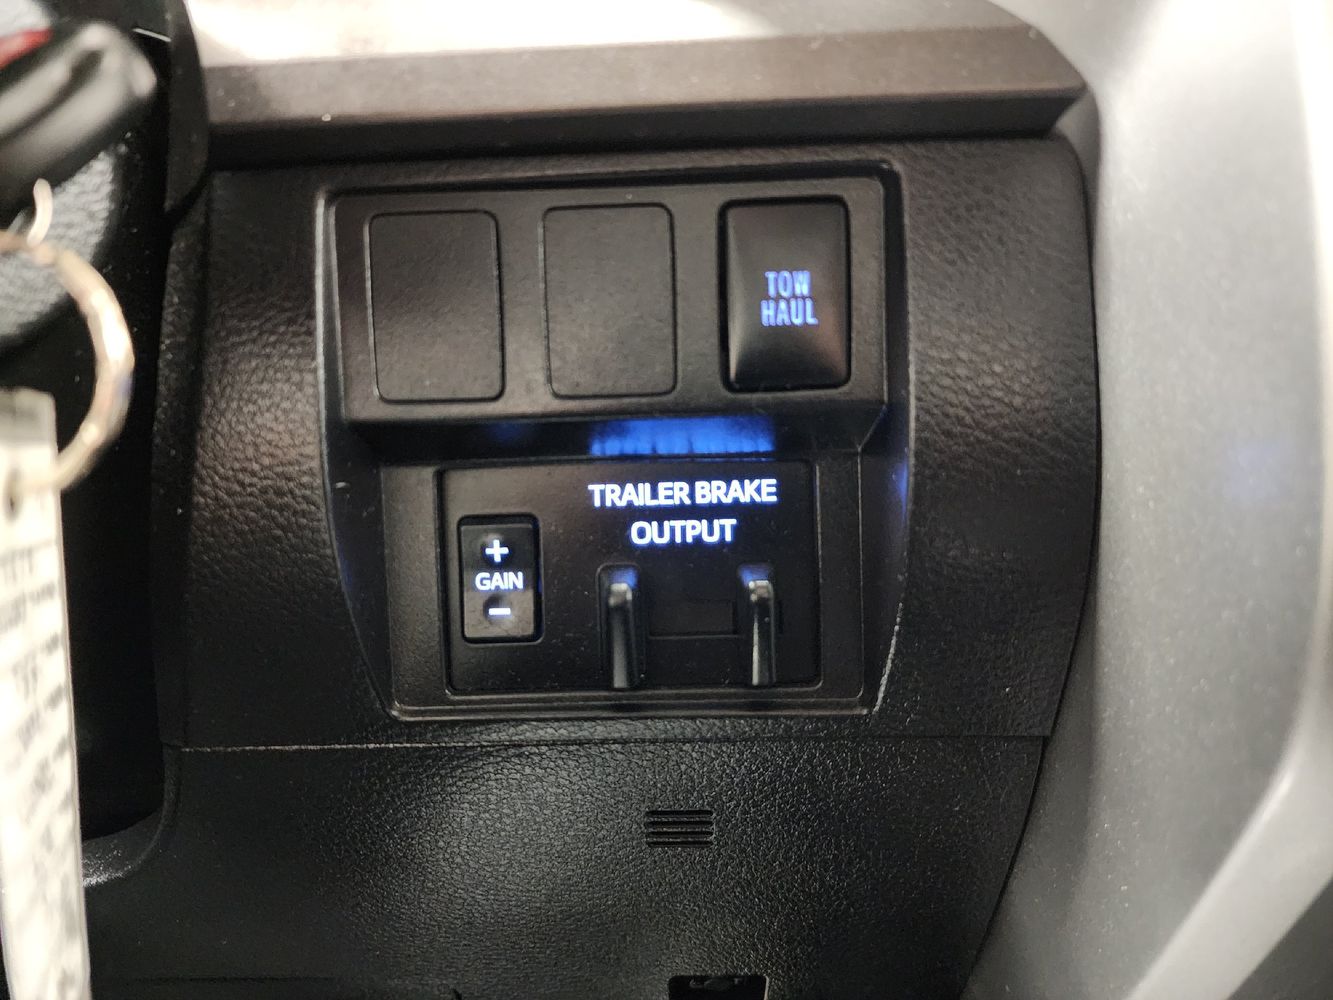 TOW
HAUL
TRAILER BRAKE
OUTPUT
+
GAIN
-